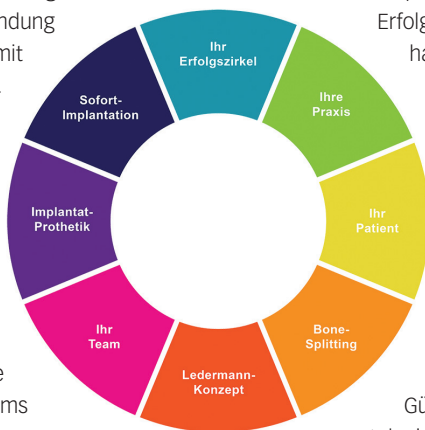 ndung
mit
Erfolg
ha
Ihr
Erfolgszirkel
Ihre
Praxis
Ihr
Patient
Bone-
Splitting
Ledermann-
Konzept
Ihr
Team
Implantat-
Prothetik
Sofort-
Implantation
e
ms
Gü